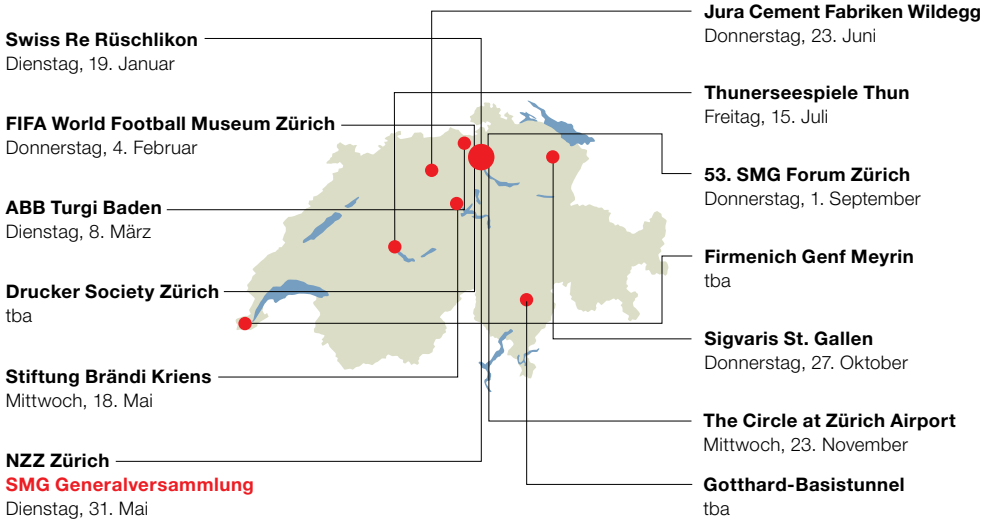 Swiss Re Rüschlikon
Dienstag, 19. Januar
FIFA World Football Museum Zürich
Donnerstag, 4. Februar
ABB Turgi Baden
Dienstag, 8. März
Drucker Society Zürich
tba
Stiftung Brändi Kriens
Mittwoch, 18. Mai
NZZ Zürich
SMG Generalversammlung
Dienstag, 31. Mai
Jura Cement Fabriken Wildegg
Donnerstag, 23. Juni
Thunerseespiele Thun
Freitag, 15. Juli
53. SMG Forum Zürich
Donnerstag, 1. September
Firmenich Genf Meyrin
tba
Sigvaris St. Gallen
Donnerstag, 27. Oktober
The Circle at Zürich Airport
Mittwoch, 23. November
Gotthard-Basistunnel
tba